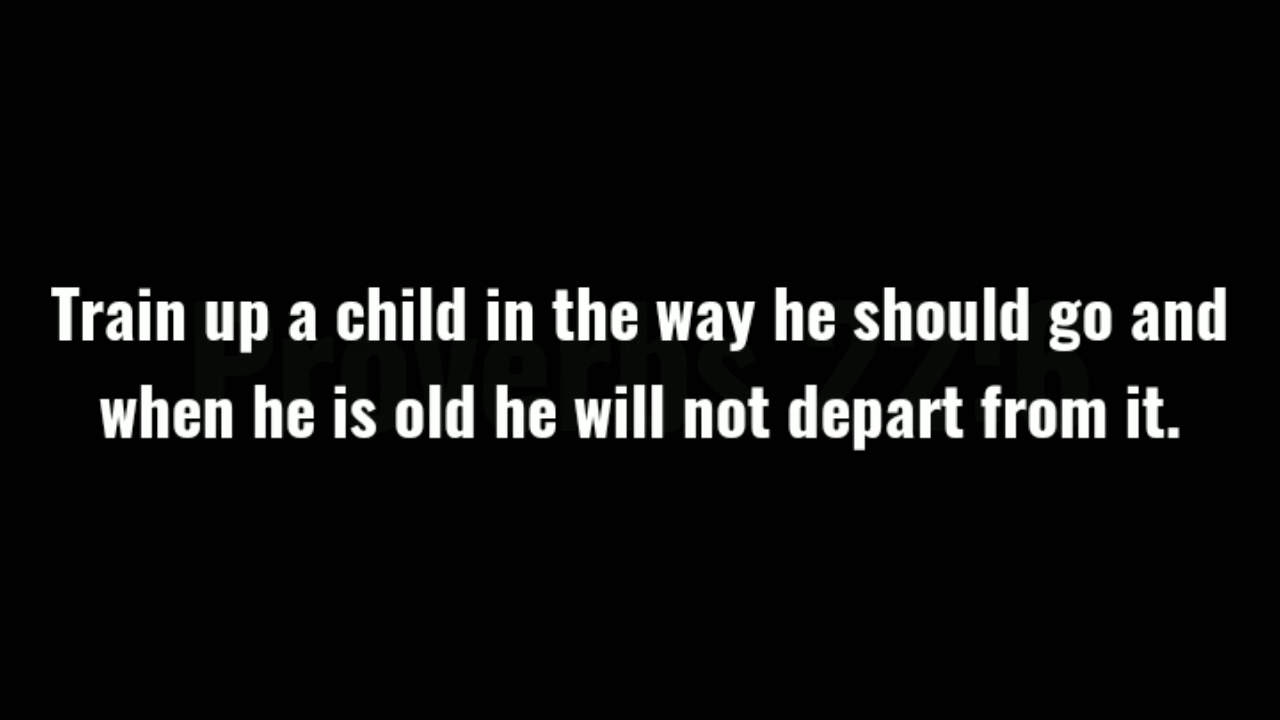 Train up a child in the way he should go and
Proverbs 22:6
when he is old he will not depart from it.